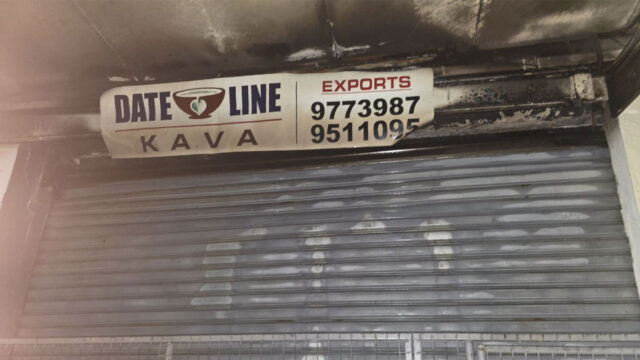 DATE LINE
KAVA
EXPORTS
9773987
9511095